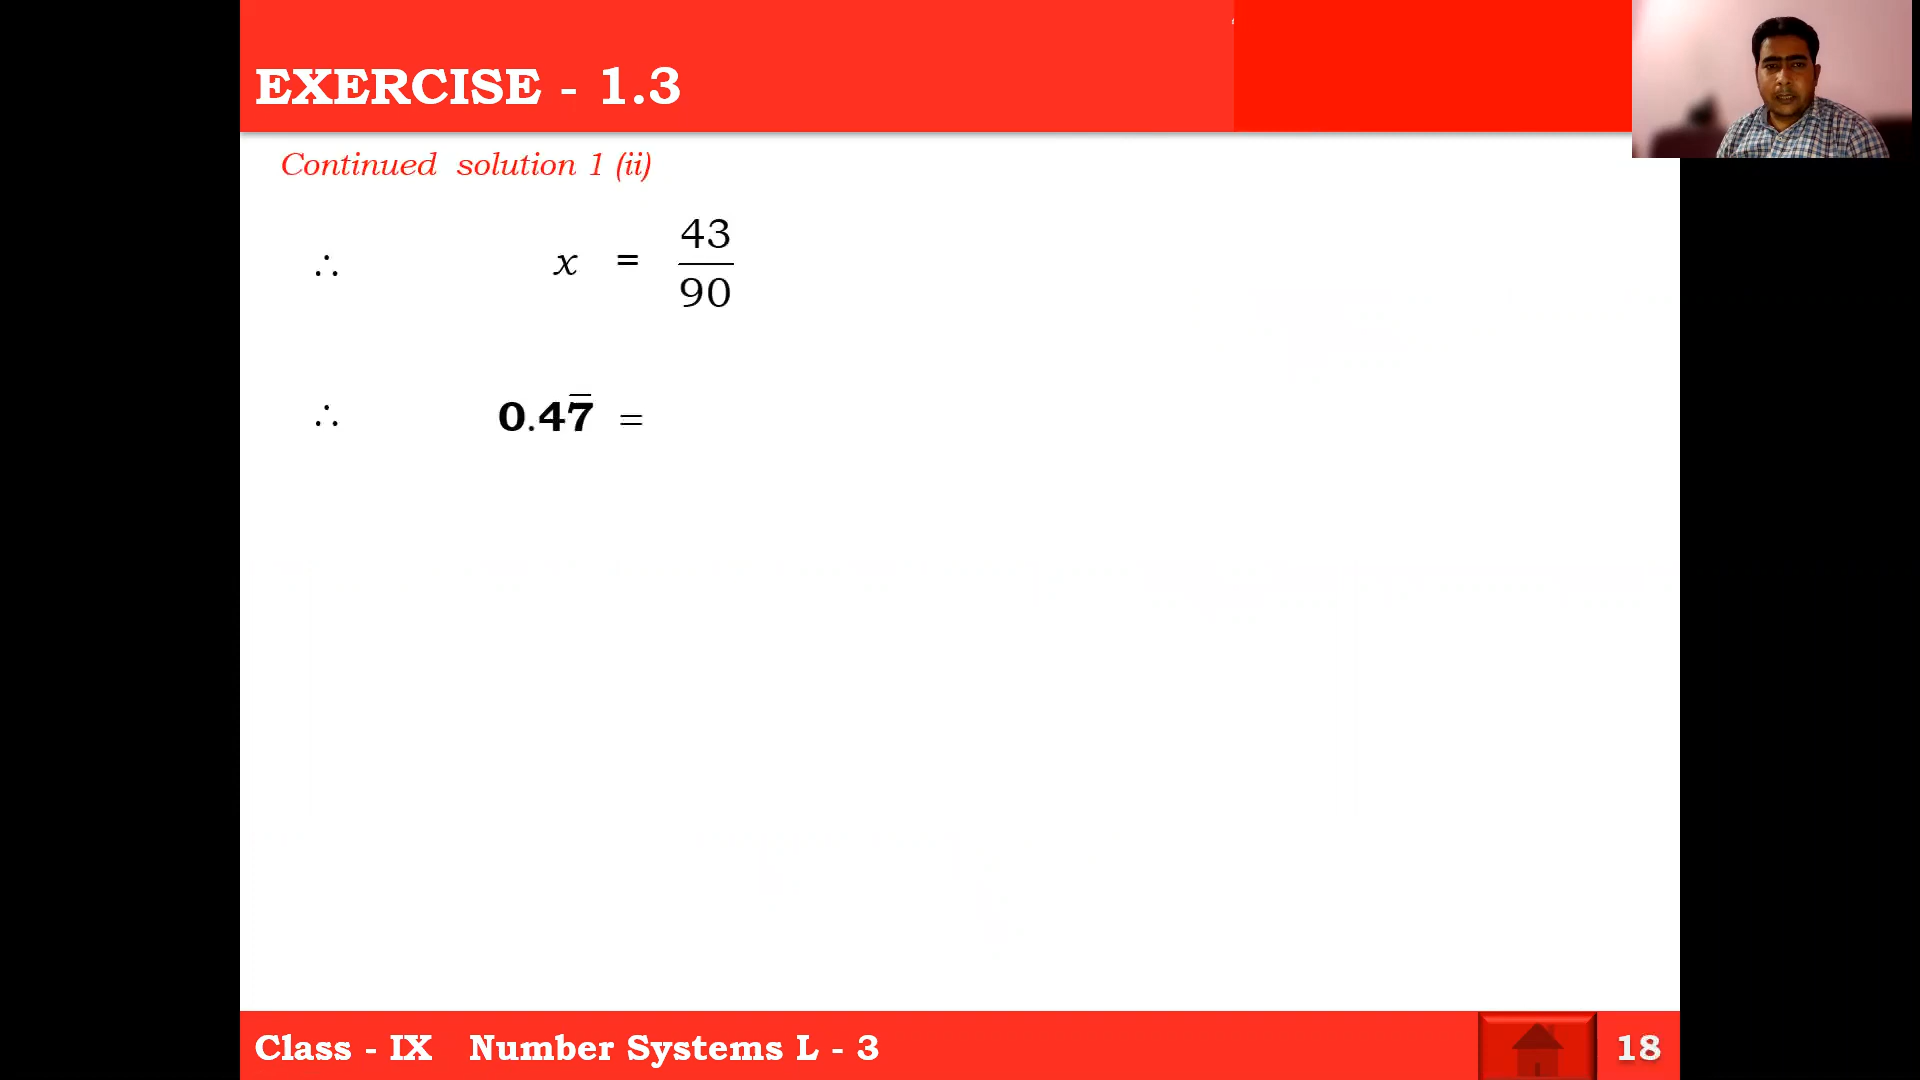 EXERCISE - 1.3
Continued solution 1 (ii)
∴ x = 43/90
∴ 0.47̅ =
Class - IX Number Systems L - 3
18